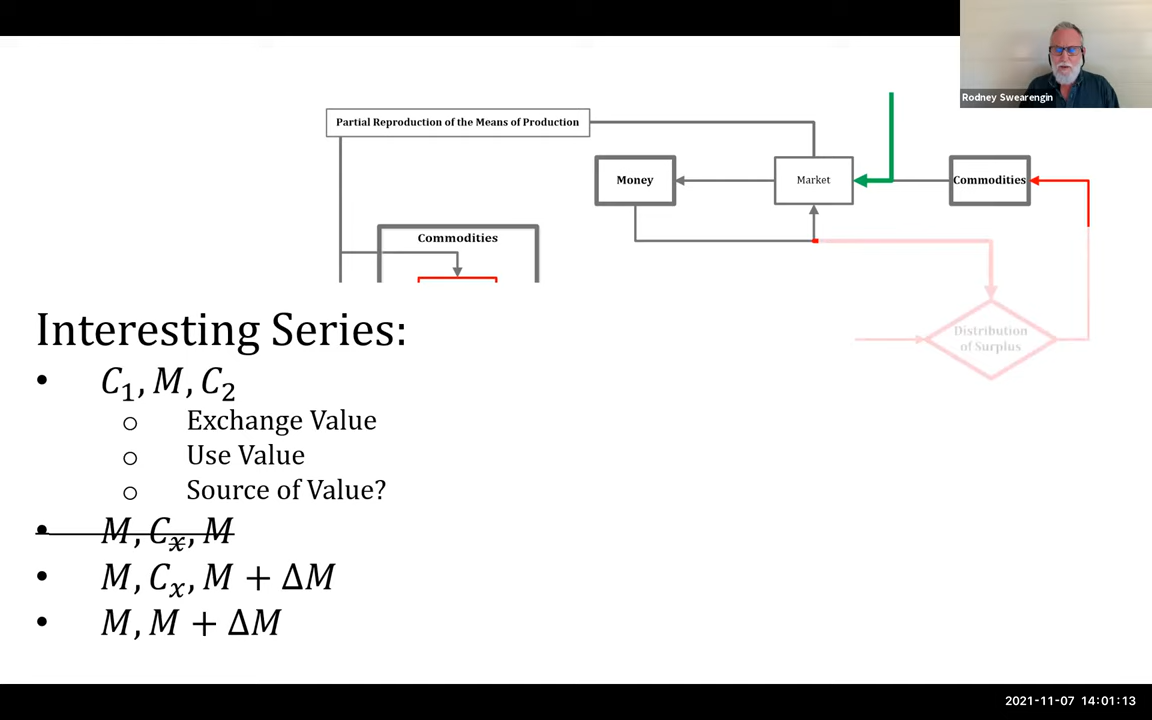 Rodney Swearengin
Partial Reproduction of the Means of Production
Money
Market
Commodities
Commodities
Distribution
of Surplus
Interesting Series:
• C₁, M, C₂
o Exchange Value
o Use Value
o Source of Value?
• M, Cₓ, M
• M, Cₓ, M + ΔM
• M, M + ΔM
2021-11-07 14:01:13